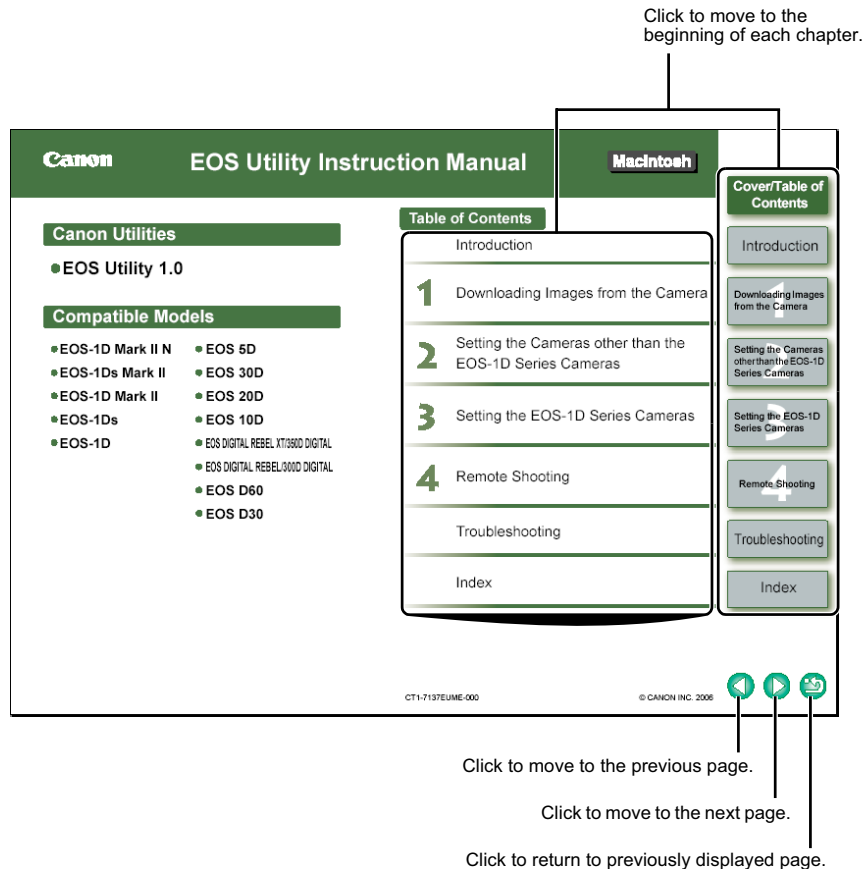 Click to move to the
beginning of each chapter.
Canon
EOS Utility Instruction Manual
Macintosh
Canon Utilities
EOS Utility 1.0
Compatible Models
EOS-1D Mark II N
EOS-1Ds Mark II
EOS-1D Mark II
EOS-1Ds
EOS-1D
EOS 5D
EOS 30D
EOS 20D
EOS 10D
EOS DIGITAL REBEL XT/350D DIGITAL
EOS DIGITAL REBEL/300D DIGITAL
EOS D60
EOS D30
Table of Contents
Introduction
1 Downloading Images from the Camera
2 Setting the Cameras other than the
EOS-1D Series Cameras
3 Setting the EOS-1D Series Cameras
4 Remote Shooting
Troubleshooting
Index
Cover/Table of
Contents
Introduction
1
Downloading Images
from the Camera
2
Setting the Cameras
other than the EOS-1D
Series Cameras
3
Setting the EOS-1D
Series Cameras
4
Remote Shooting
Troubleshooting
Index
CT1-7137EUME-000
© CANON INC. 2006
Click to move to the previous page.
Click to move to the next page.
Click to return to previously displayed page.